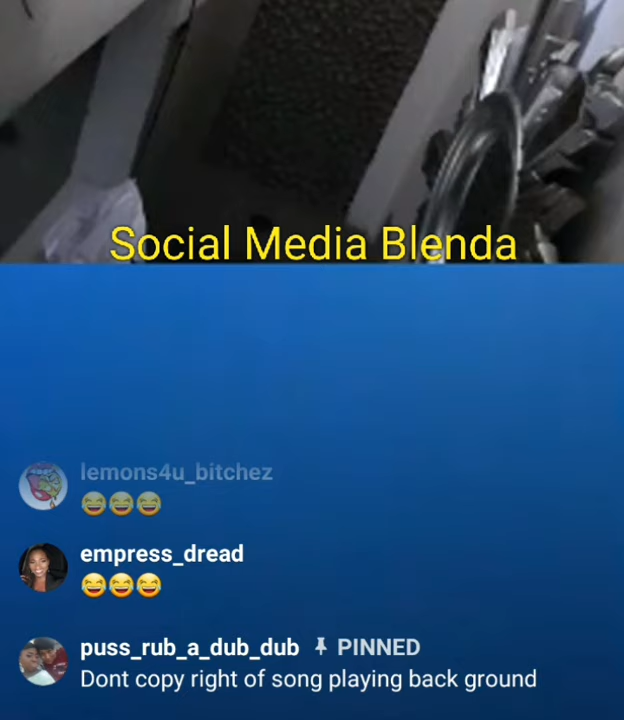 Social Media Blenda
lemons4u_bitchez
😂😂😂
empress_dread
😂😂😂
puss_rub_a_dub_dub PINNED
Dont copy right of song playing back ground